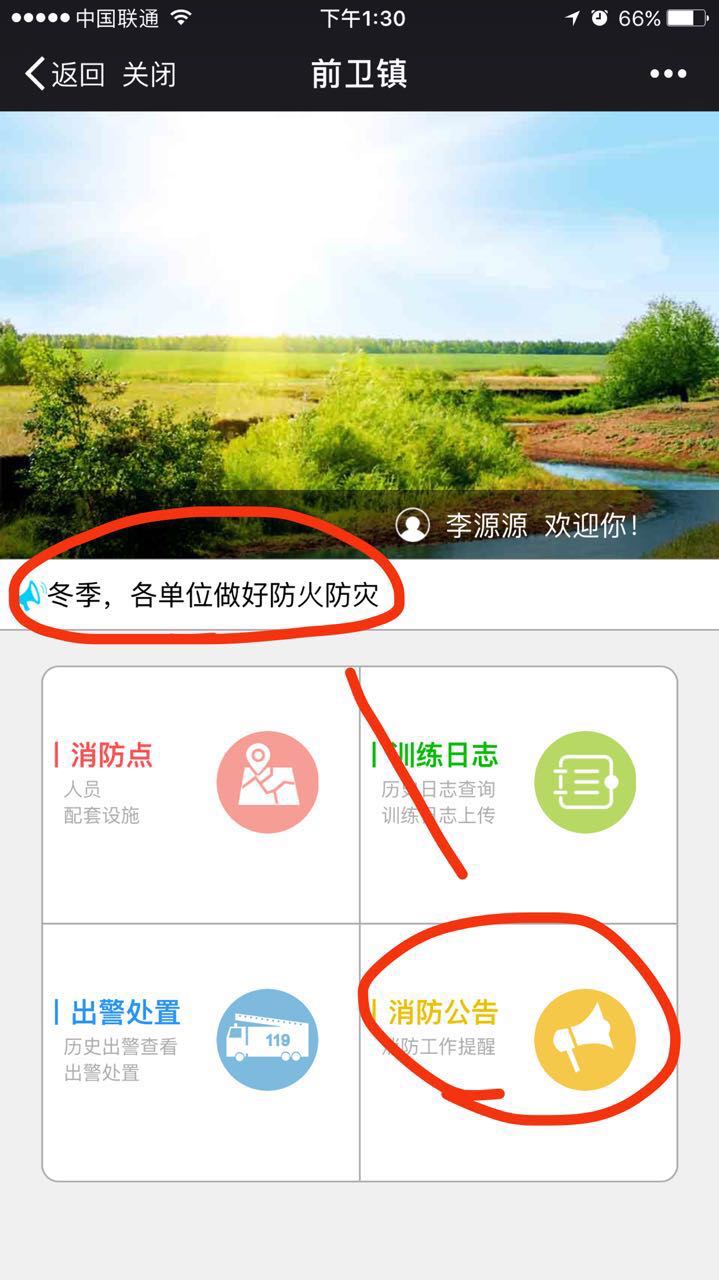 中国联通 下午1:30 66%
返回 关闭 前卫镇
李源源 欢迎你!
冬季，各单位做好防火防灾
消防点
人员
配套设施
训练日志
历史日志查询
训练日志上传
出警处置
历史出警查看
出警处置
119
消防公告
消防工作提醒